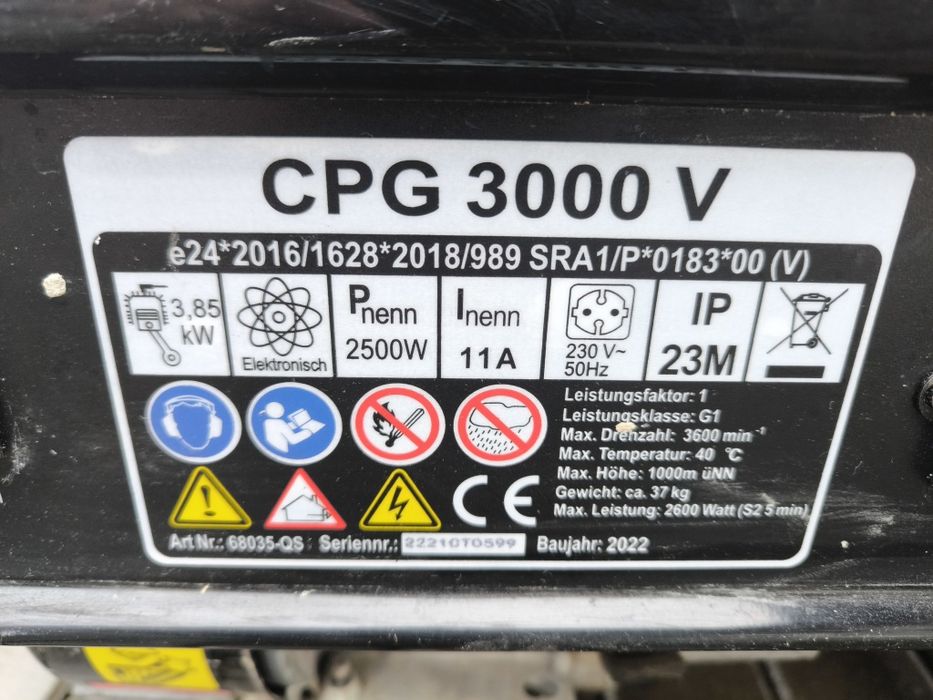 CPG 3000 V
e24*2016/1628*2018/989 SRA1/P*0183*00 (V)
3,85 kW
Elektronisch
Pnenn
2500W
Inenn
11A
230 V~
50Hz
IP
23M
Leistungsfaktor: 1
Leistungsklasse: G1
Max. Drehzahl: 3600 min-1
Max. Temperatur: 40 °C
Max. Höhe: 1000m üNN
Gewicht: ca. 37 kg
Max. Leistung: 2600 Watt (S2 5 min)
CE
Art Nr.: 68035-QS Seriennr.: 22210T0599 Baujahr: 2022